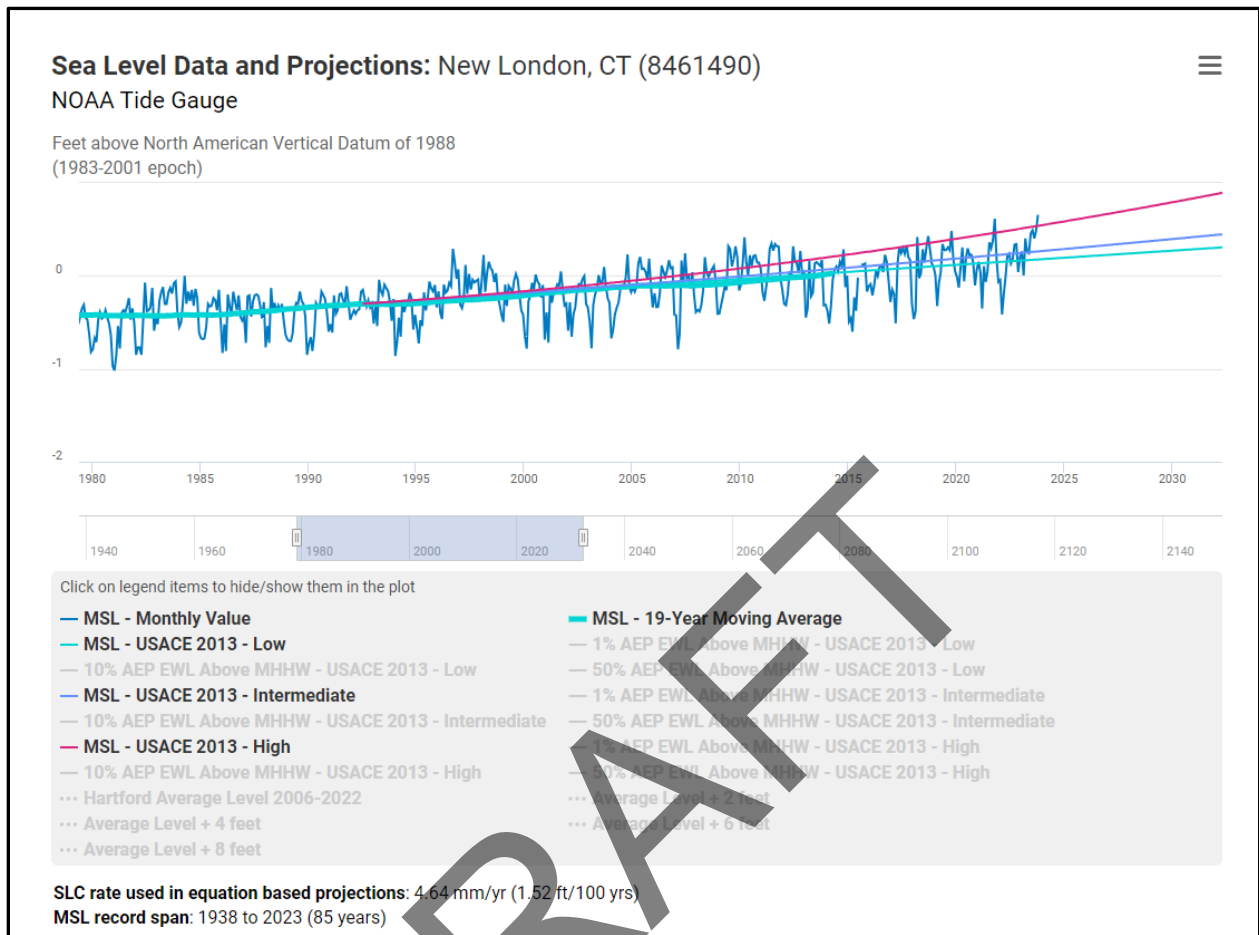 Sea Level Data and Projections: New London, CT (8461490)
NOAA Tide Gauge
Feet above North American Vertical Datum of 1988
(1983-2001 epoch)
0
-1
-2
1980 1985 1990 1995 2000 2005 2010 2015 2020 2025 2030
1940 1960 1980 2000 2020 2040 2060 2080 2100 2120 2140
Click on legend items to hide/show them in the plot
MSL - Monthly Value MSL - 19-Year Moving Average
MSL - USACE 2013 - Low 1% AEP EWL Above MHHW - USACE 2013 - Low
10% AEP EWL Above MHHW - USACE 2013 - Low 50% AEP EWL Above MHHW - USACE 2013 - Low
MSL - USACE 2013 - Intermediate 1% AEP EWL Above MHHW - USACE 2013 - Intermediate
10% AEP EWL Above MHHW - USACE 2013 - Intermediate 50% AEP EWL Above MHHW - USACE 2013 - Intermediate
MSL - USACE 2013 - High 1% AEP EWL Above MHHW - USACE 2013 - High
10% AEP EWL Above MHHW - USACE 2013 - High 50% AEP EWL Above MHHW - USACE 2013 - High
Hartford Average Level 2006-2022 Average Level + 2 feet
Average Level + 4 feet Average Level + 6 feet
Average Level + 8 feet
SLC rate used in equation based projections: 4.64 mm/yr (1.52 ft/100 yrs)
MSL record span: 1938 to 2023 (85 years)
RAFT